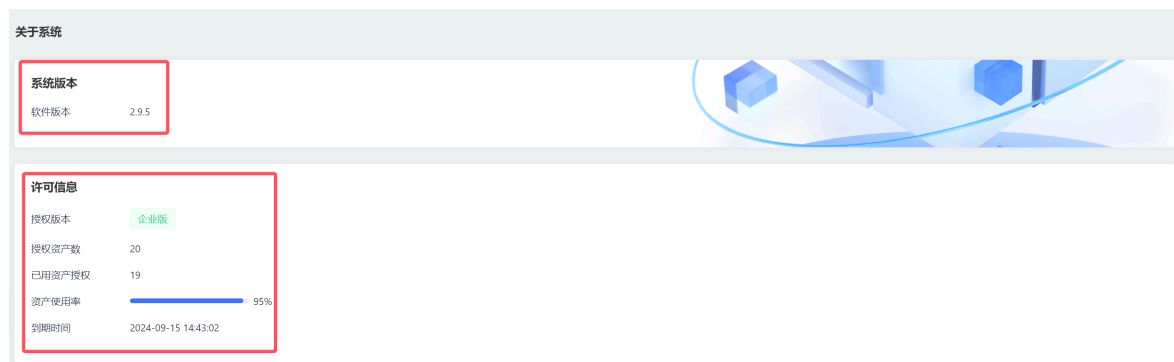 关于系统
系统版本
软件版本 2.9.5
许可信息
授权版本 企业版
授权资产数 20
已用资产授权 19
资产使用率 95%
到期时间 2024-09-15 14:43:02